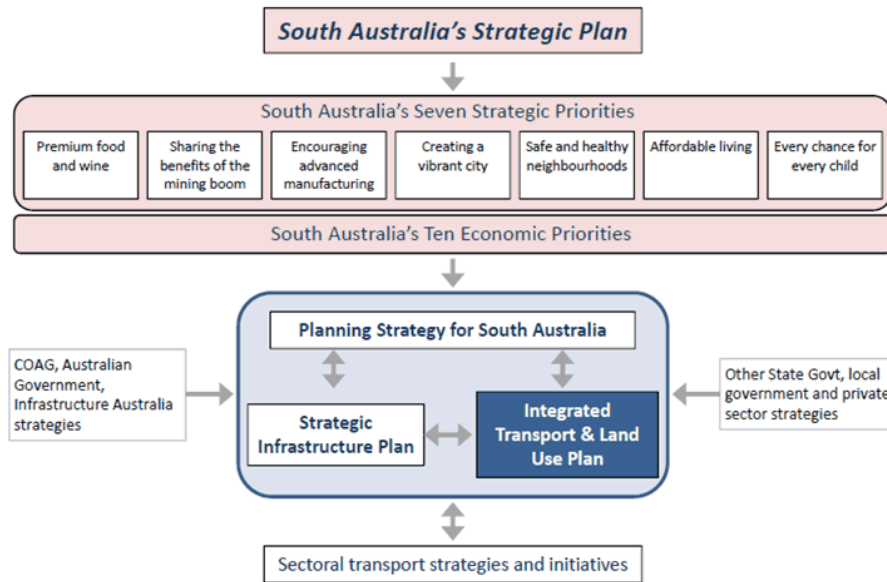 South Australia's Strategic Plan
South Australia's Seven Strategic Priorities
Premium food
and wine
Sharing the
benefits of the
mining boom
Encouraging
advanced
manufacturing
Creating a
vibrant city
Safe and healthy
neighbourhoods
Affordable living
Every chance for
every child
South Australia's Ten Economic Priorities
Planning Strategy for South Australia
COAG, Australian
Government,
Infrastructure Australia
strategies
Strategic
Infrastructure Plan
Integrated
Transport & Land
Use Plan
Other State Govt, local
government and private
sector strategies
Sectoral transport strategies and initiatives